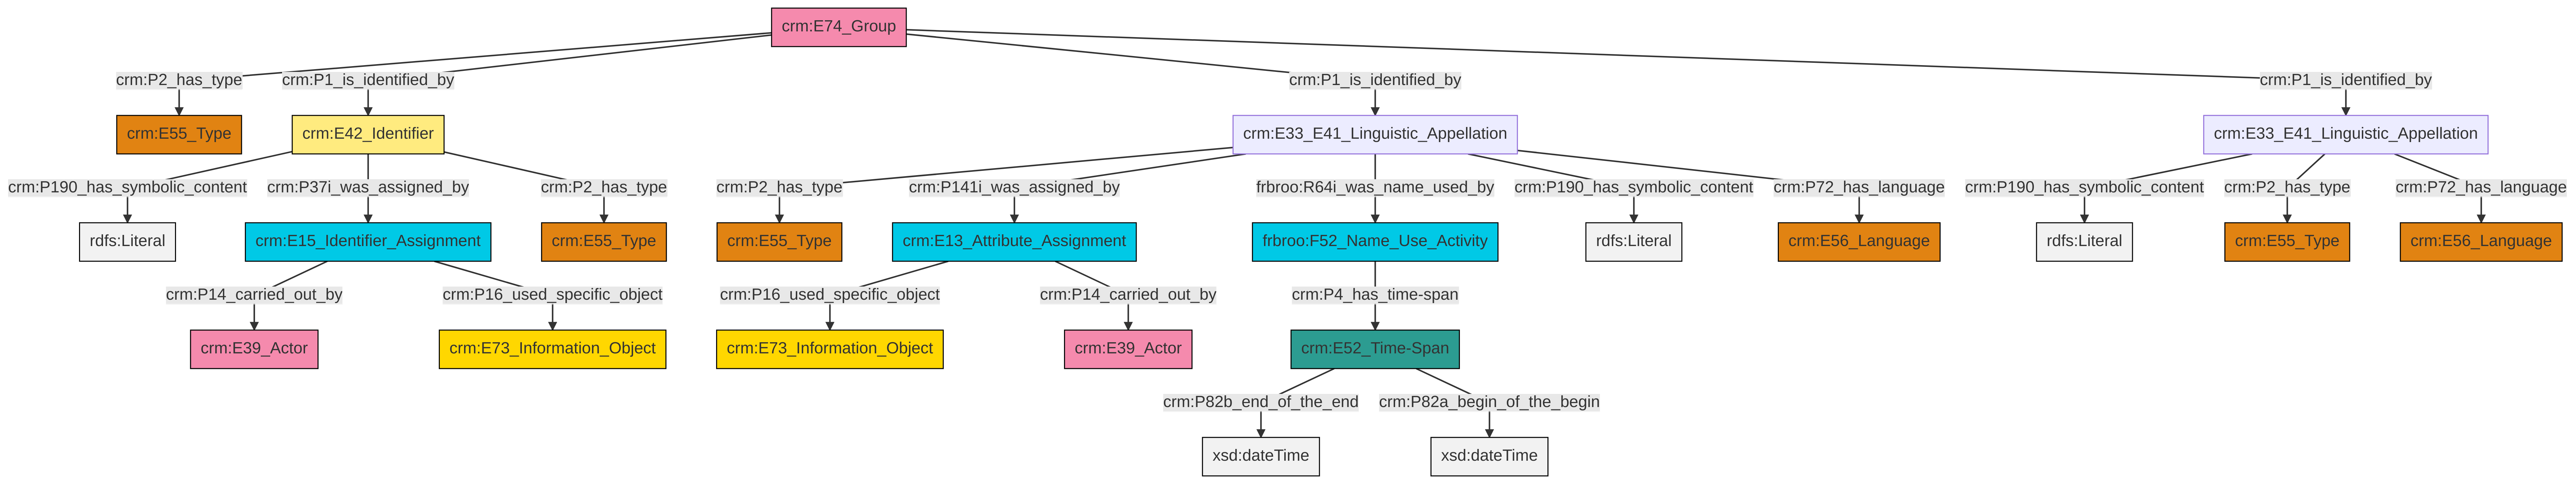 crm:E74_Group
crm:P2_has_type
crm:P1_is_identified_by
crm:P1_is_identified_by
crm:P1_is_identified_by
crm:E55_Type
crm:E42_Identifier
crm:E33_E41_Linguistic_Appellation
crm:E33_E41_Linguistic_Appellation
crm:P190_has_symbolic_content
crm:P37i_was_assigned_by
crm:P2_has_type
crm:P2_has_type
crm:P141i_was_assigned_by
frbroo:R64i_was_name_used_by
crm:P190_has_symbolic_content
crm:P72_has_language
crm:P190_has_symbolic_content
crm:P2_has_type
crm:P72_has_language
rdfs:Literal
crm:E15_Identifier_Assignment
crm:E55_Type
crm:E55_Type
crm:E13_Attribute_Assignment
frbroo:F52_Name_Use_Activity
rdfs:Literal
crm:E56_Language
rdfs:Literal
crm:E55_Type
crm:E56_Language
crm:P14_carried_out_by
crm:P16_used_specific_object
crm:P16_used_specific_object
crm:P14_carried_out_by
crm:P4_has_time-span
crm:E39_Actor
crm:E73_Information_Object
crm:E73_Information_Object
crm:E39_Actor
crm:E52_Time-Span
crm:P82b_end_of_the_end
crm:P82a_begin_of_the_begin
xsd:dateTime
xsd:dateTime